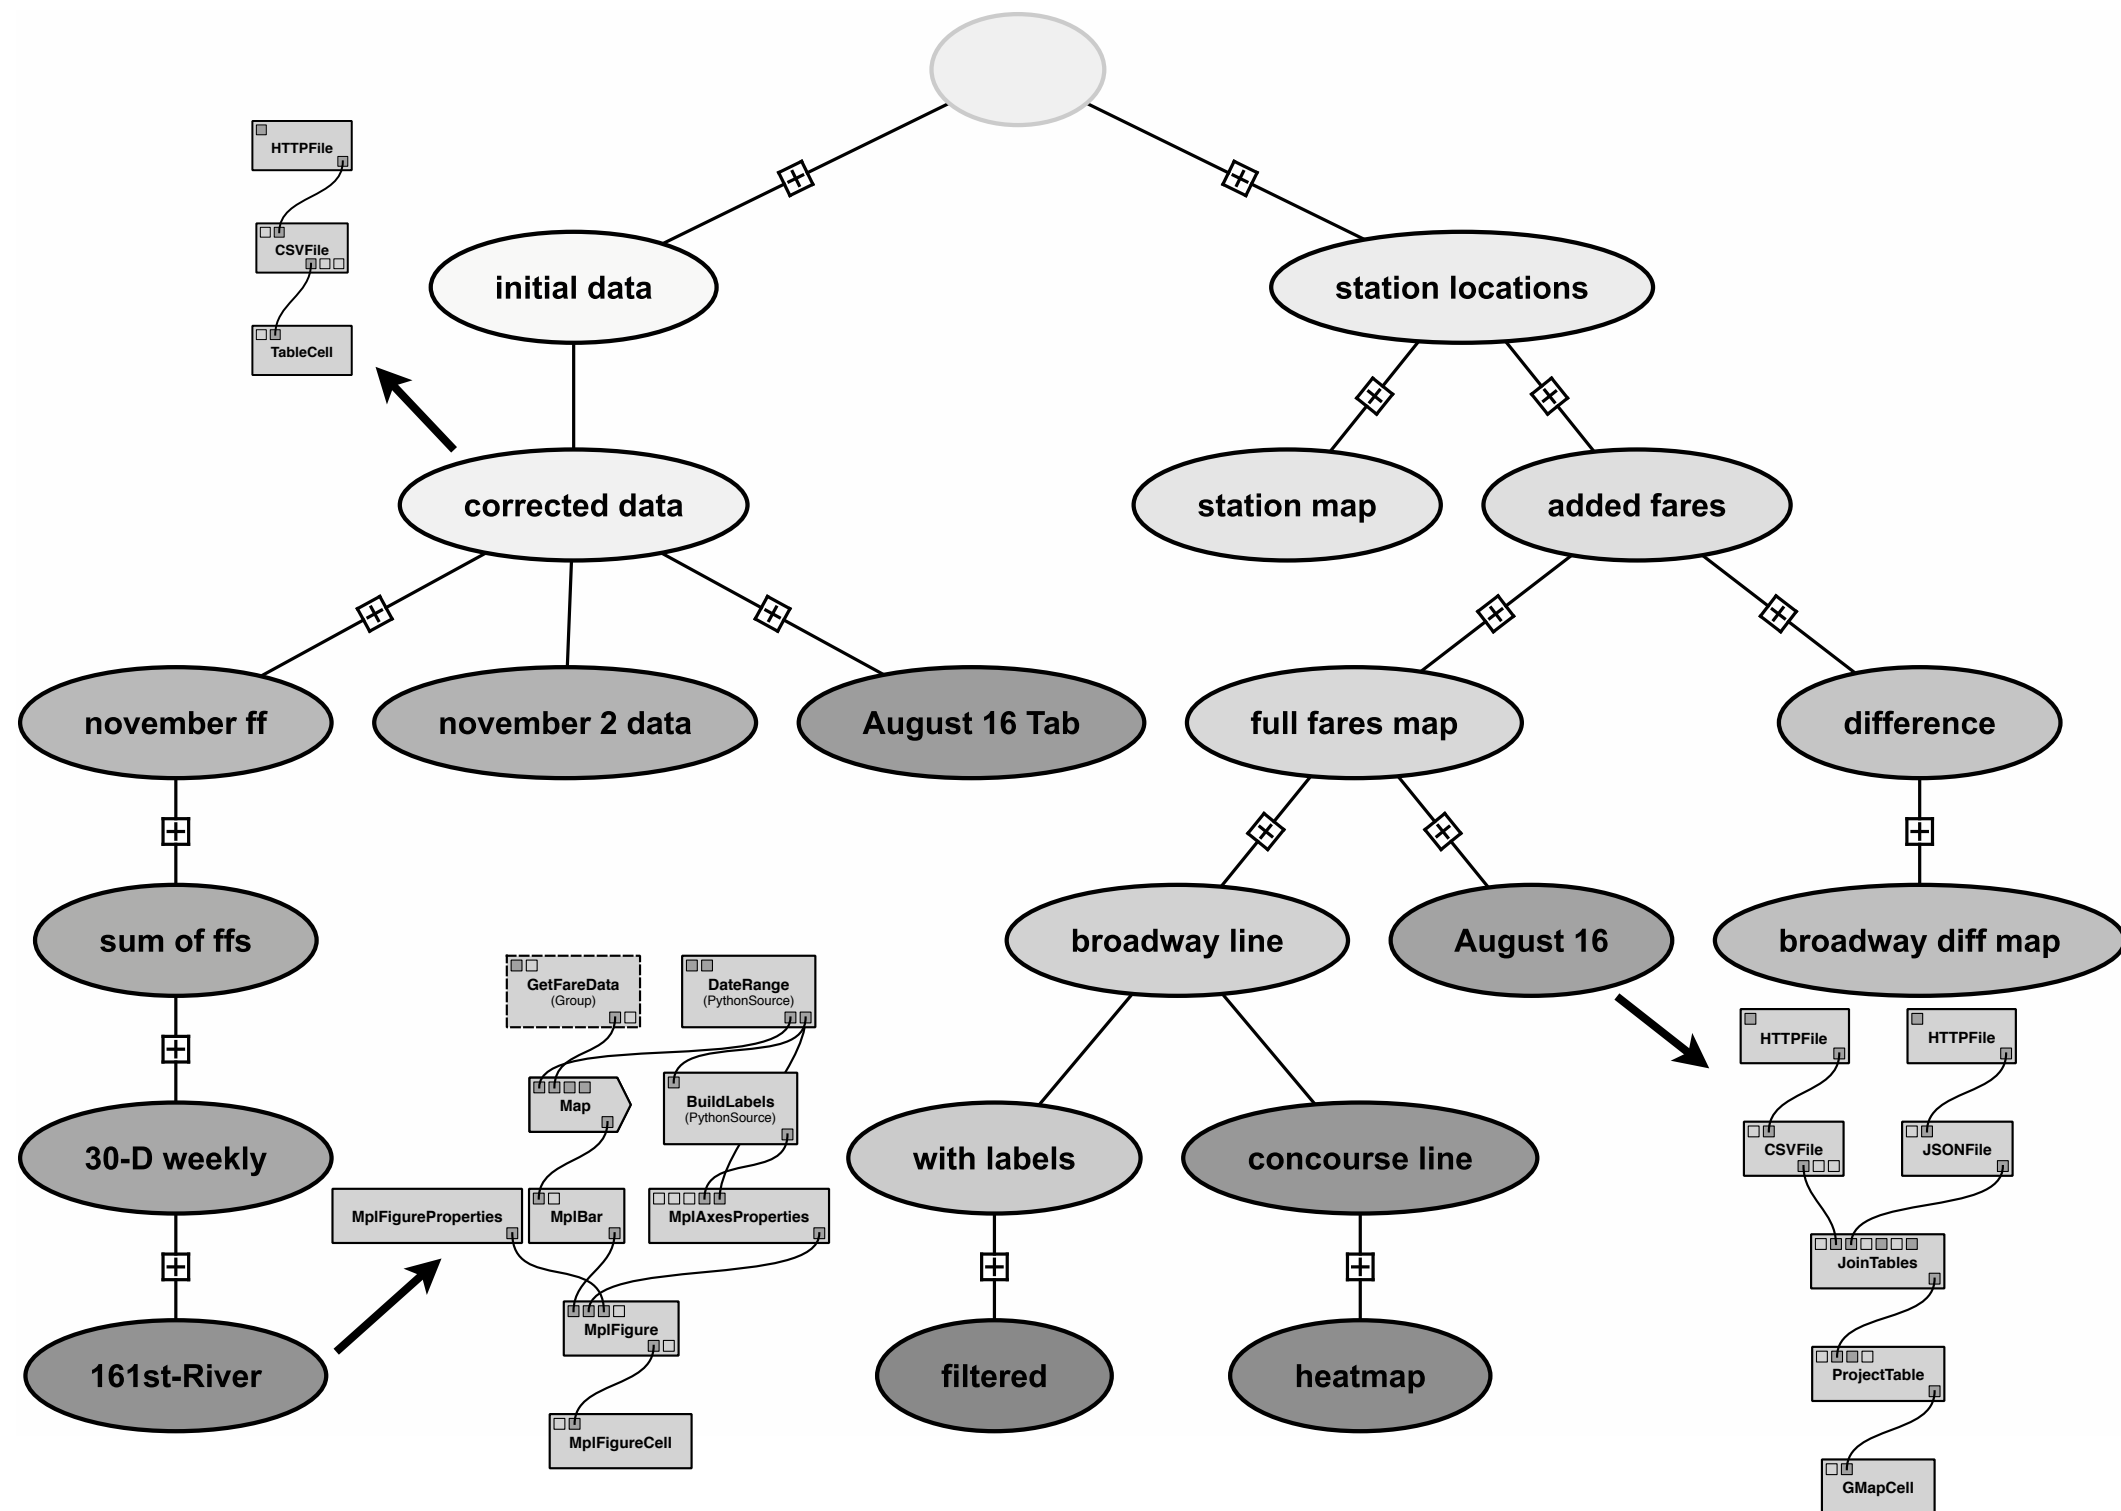 HTTPFile
CSVFile
TableCell
initial data
station locations
corrected data
station map
added fares
november ff
november 2 data
August 16 Tab
full fares map
difference
sum of ffs
broadway line
August 16
broadway diff map
GetFareData
(Group)
DateRange
(PythonSource)
Map
BuildLabels
(PythonSource)
HTTPFile
HTTPFile
CSVFile
JSONFile
30-D weekly
with labels
concourse line
MplFigureProperties
MplBar
MplAxesProperties
JoinTables
MplFigure
161st-River
filtered
heatmap
ProjectTable
MplFigureCell
GMapCell